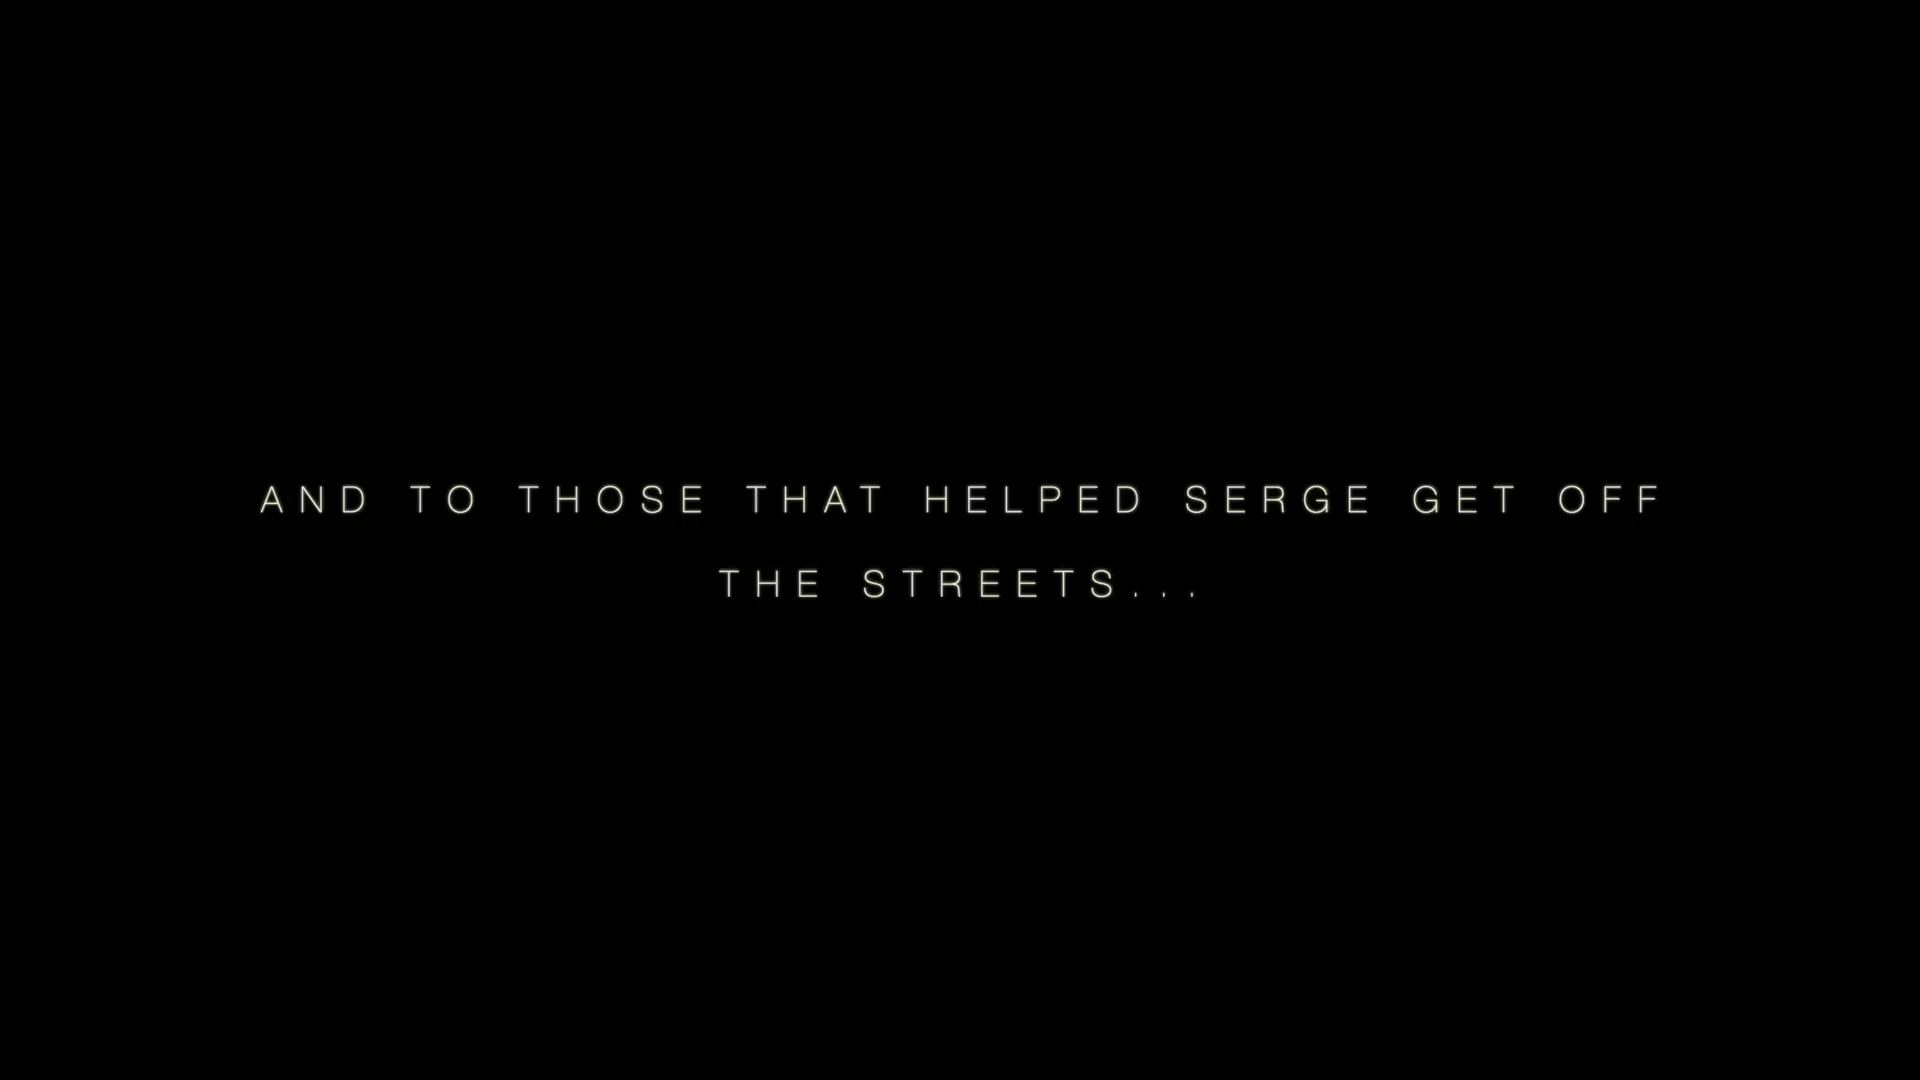 AND TO THOSE THAT HELPED SERGE GET OFF
THE STREETS...